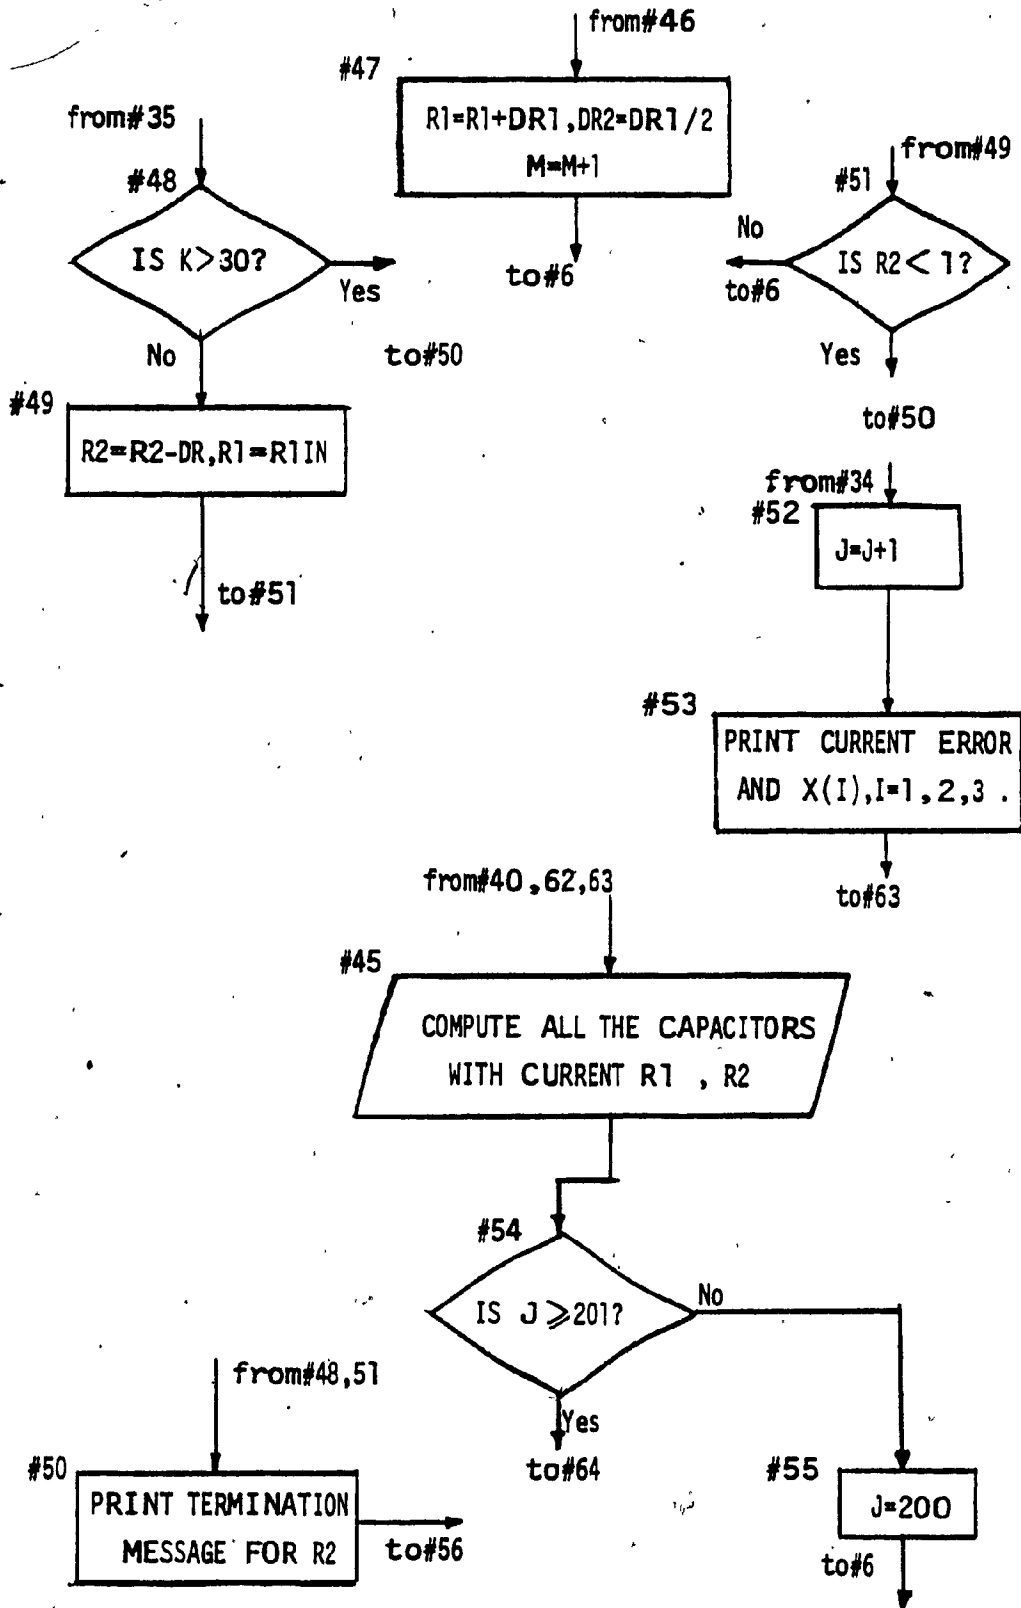 from#46
#47
R1=R1+DR1,DR2=DR1/2
M=M+1
to#6
from#35
#48
IS K>30?
Yes
to#50
No
#49
R2=R2-DR,R1=R1IN
to#51
from#49
#51
IS R2<1?
No
to#6
Yes
to#50
from#34
#52
J=J+1
#53
PRINT CURRENT ERROR
AND X(I),I=1,2,3 .
to#63
from#40,62,63
#45
COMPUTE ALL THE CAPACITORS
WITH CURRENT R1 , R2
#54
IS J⩾201?
No
Yes
to#64
from#48,51
#50
PRINT TERMINATION
MESSAGE FOR R2
to#56
#55
J=200
to#6